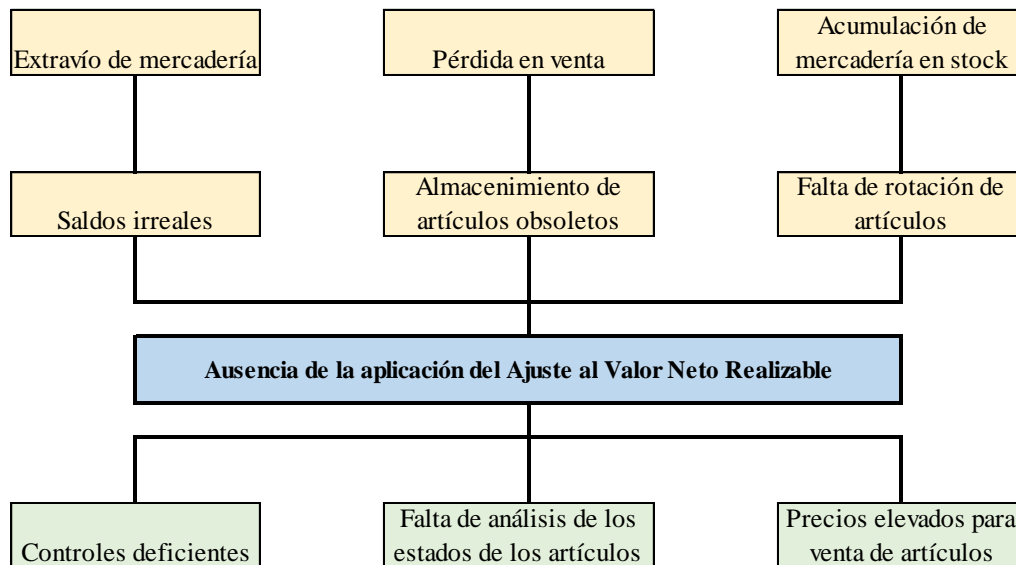 Extravío de mercadería
Pérdida en venta
Acumulación de
mercadería en stock
Saldos irreales
Almacenimiento de
artículos obsoletos
Falta de rotación de
artículos
Ausencia de la aplicación del Ajuste al Valor Neto Realizable
Controles deficientes
Falta de análisis de los
estados de los artículos
Precios elevados para
venta de artículos